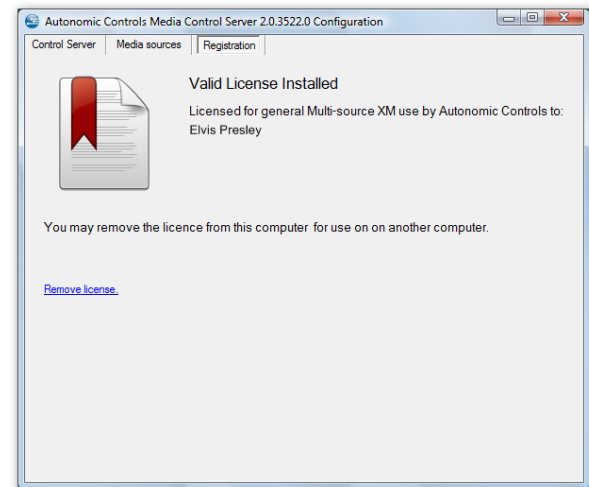 Autonomic Controls Media Control Server 2.0.3522.0 Configuration
Control Server Media sources Registration
Valid License Installed
Licensed for general Multi-source XM use by Autonomic Controls to:
Elvis Presley
You may remove the licence from this computer for use on on another computer.
Remove license.